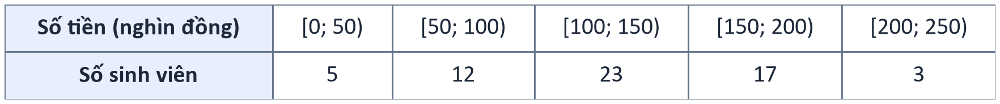 Số tiền (nghìn đồng) [0; 50) [50; 100) [100; 150) [150; 200) [200; 250)
Số sinh viên 5 12 23 17 3